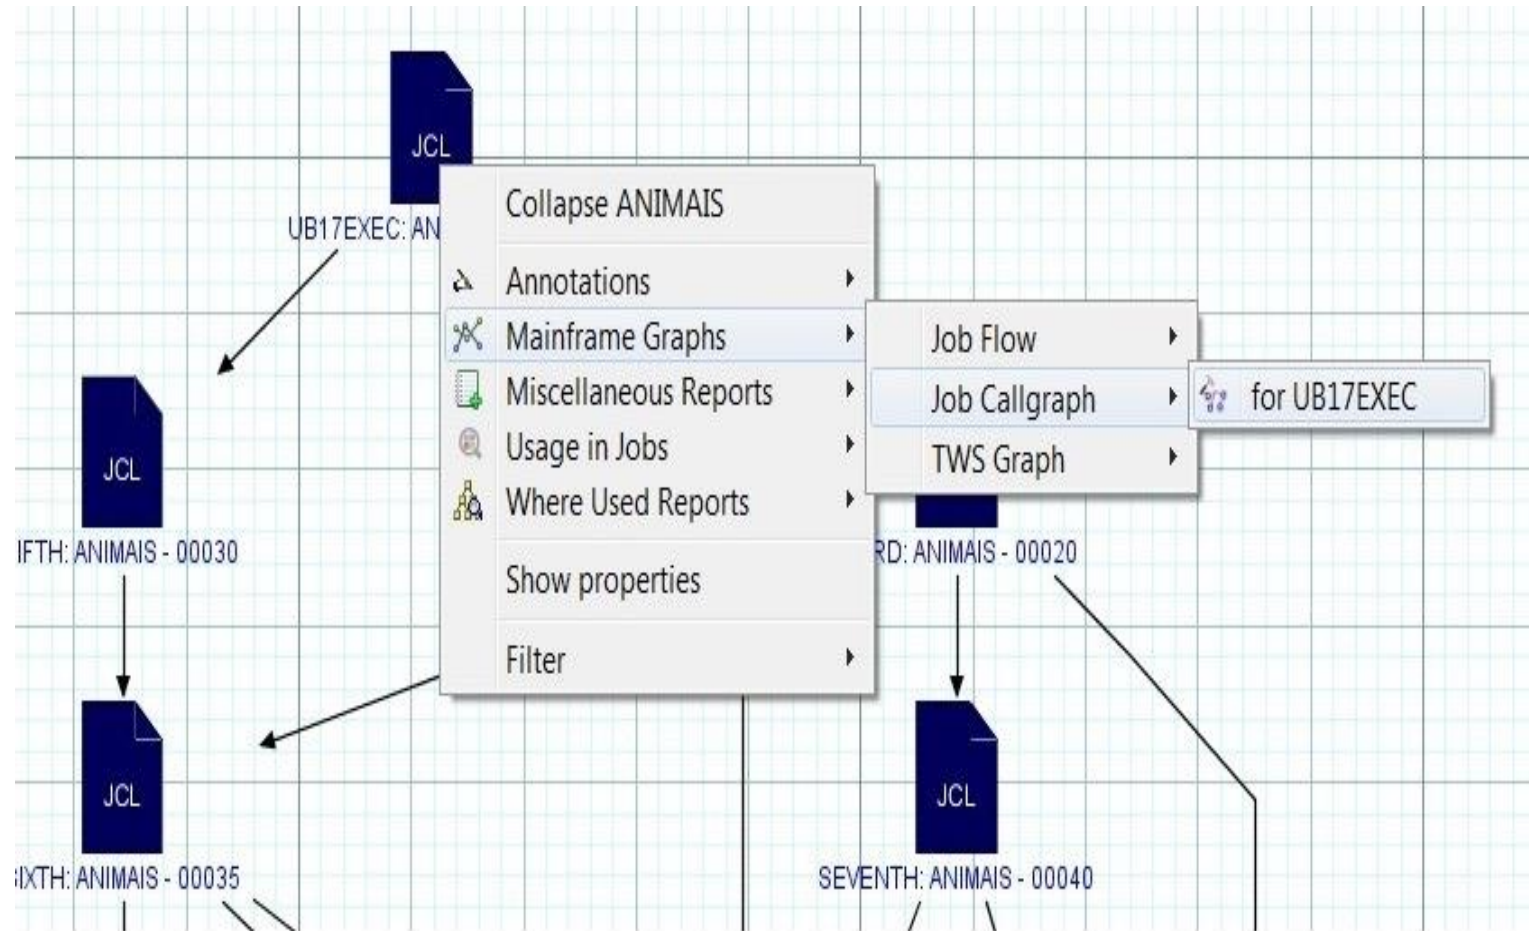 JCL
UB17EXEC: AN
Collapse ANIMAIS
Annotations
Mainframe Graphs
Miscellaneous Reports
Usage in Jobs
Where Used Reports
Show properties
Filter
Job Flow
Job Callgraph
TWS Graph
for UB17EXEC
JCL
IFTH: ANIMAIS - 00030
RD: ANIMAIS - 00020
JCL
IXTH: ANIMAIS - 00035
JCL
SEVENTH: ANIMAIS - 00040